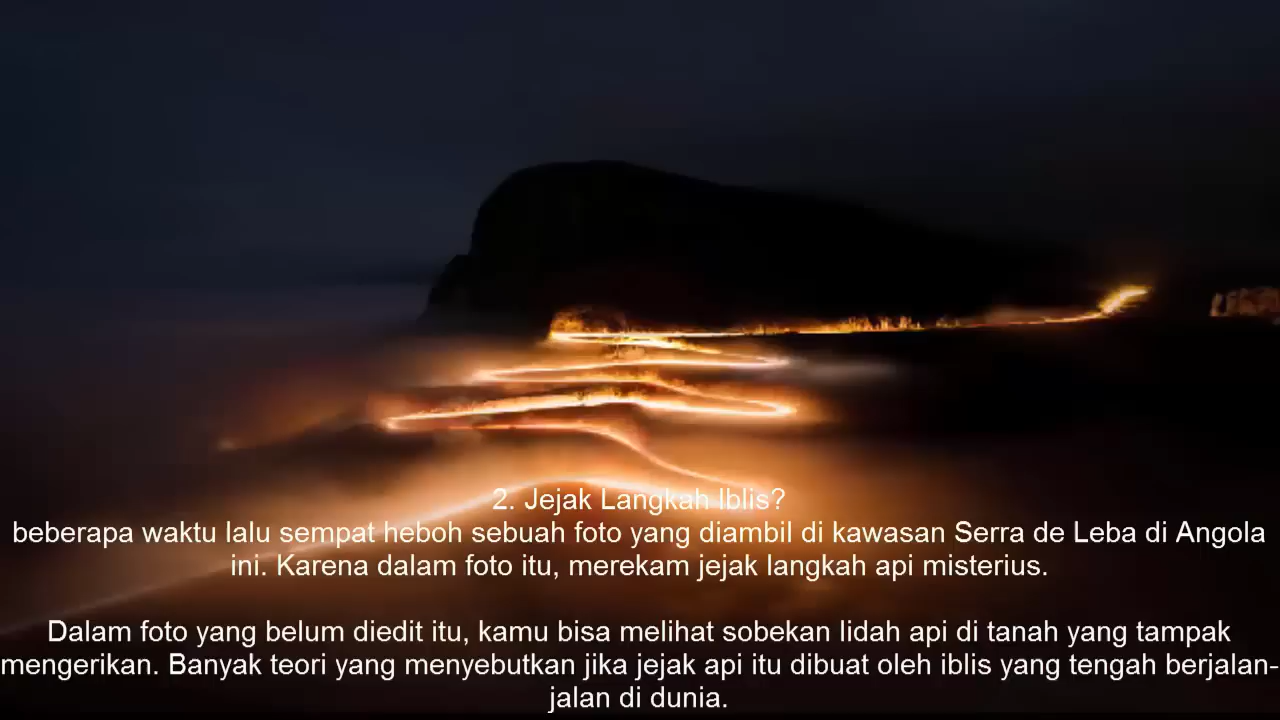 2. Jejak Langkah Iblis?
beberapa waktu lalu sempat heboh sebuah foto yang diambil di kawasan Serra de Leba di Angola
ini. Karena dalam foto itu, merekam jejak langkah api misterius.
Dalam foto yang belum diedit itu, kamu bisa melihat sobekan lidah api di tanah yang tampak
mengerikan. Banyak teori yang menyebutkan jika jejak api itu dibuat oleh iblis yang tengah berjalan-
jalan di dunia.